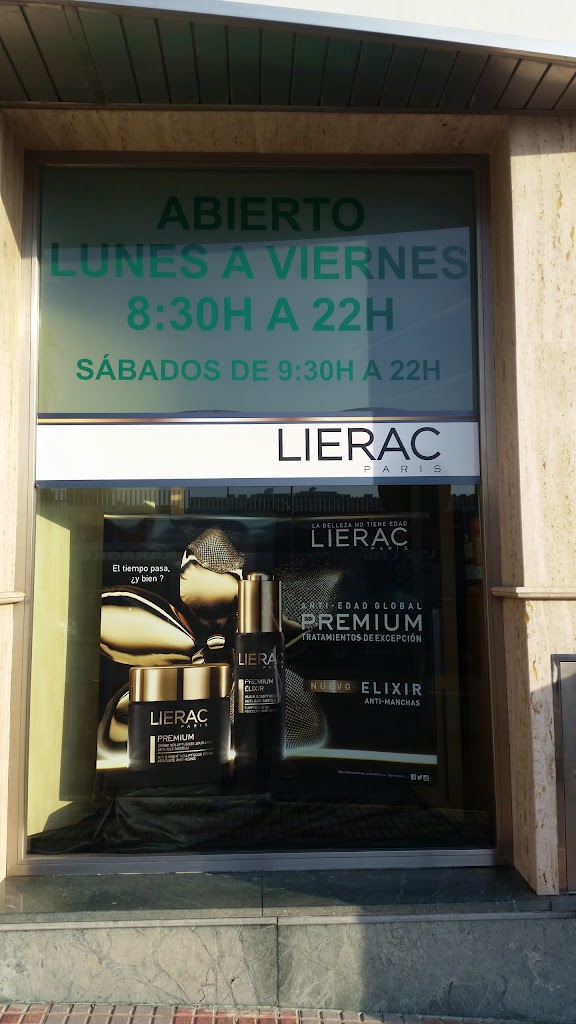 ABIERTO
LUNES A VIERNES
8:30H A 22H
SÁBADOS DE 9:30H A 22H
LIERAC
PARIS
LA BELLEZA NO TIENE EDAD
LIERAC
PARIS
El tiempo pasa,
¿y bien ?
ANTI-EDAD GLOBAL
PREMIUM
TRATAMIENTOS DE EXCEPCIÓN
NUEVO ELIXIR
ANTI-MANCHAS
LIERAC
PREMIUM
ÉLIXIR
LIERAC
PARIS
PREMIUM